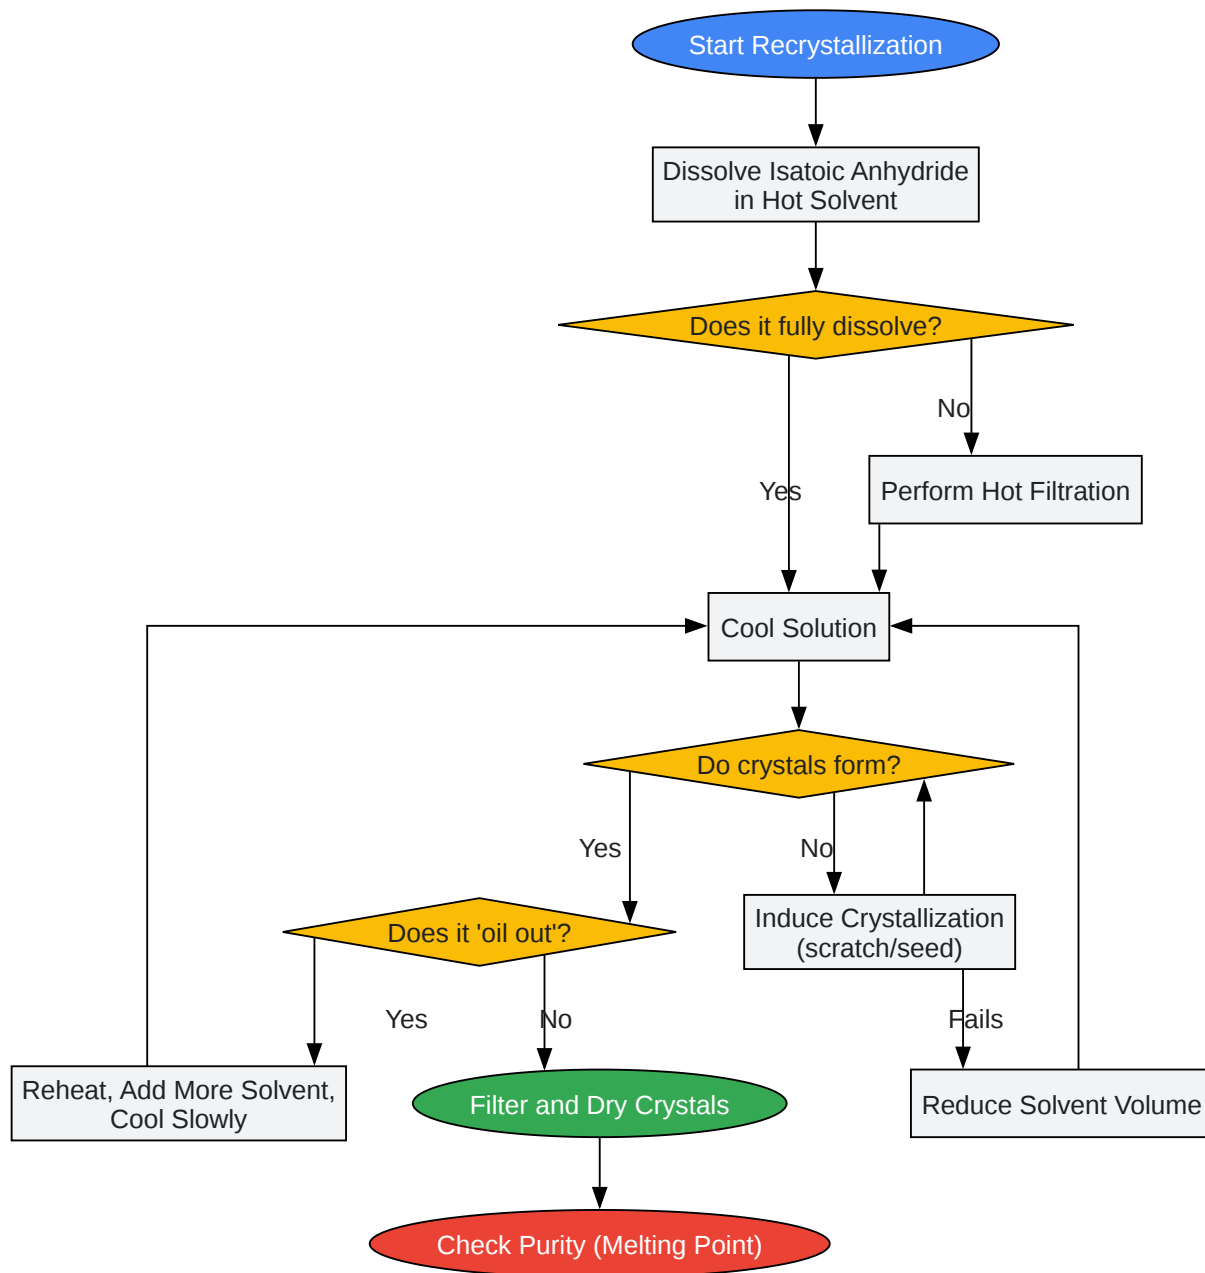 Start Recrystallization
Dissolve Isatoic Anhydride
in Hot Solvent
Does it fully dissolve?
No
Yes
Perform Hot Filtration
Cool Solution
Do crystals form?
Yes
No
Induce Crystallization
(scratch/seed)
Does it 'oil out'?
Yes
No
Fails
Reheat, Add More Solvent,
Cool Slowly
Filter and Dry Crystals
Reduce Solvent Volume
Check Purity (Melting Point)